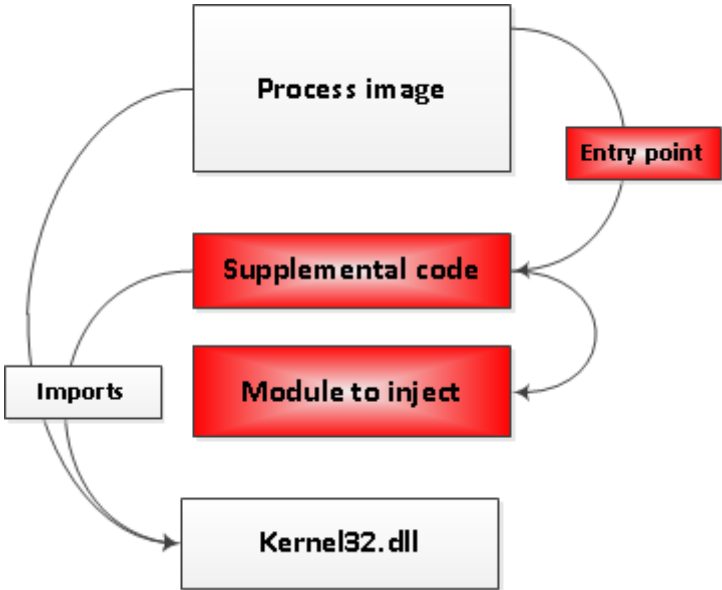 Process image
Entry point
Supplemental code
Module to inject
Imports
Kernel32.dll